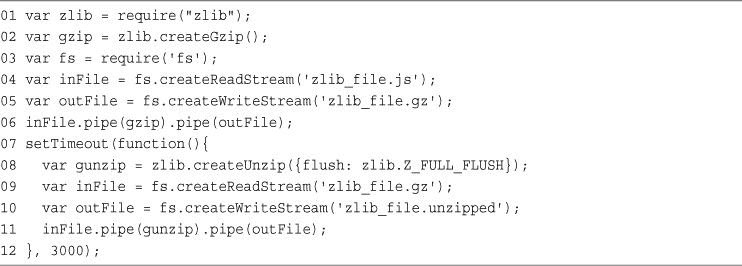 01 var zlib = require("zlib");
02 var gzip = zlib.createGzip();
03 var fs = require('fs');
04 var inFile = fs.createReadStream('zlib_file.js');
05 var outFile = fs.createWriteStream('zlib_file.gz');
06 inFile.pipe(gzip).pipe(outFile);
07 setTimeout(function(){
08   var gunzip = zlib.createUnzip({flush: zlib.Z_FULL_FLUSH});
09   var inFile = fs.createReadStream('zlib_file.gz');
10   var outFile = fs.createWriteStream('zlib_file.unzipped');
11   inFile.pipe(gunzip).pipe(outFile);
12 }, 3000);